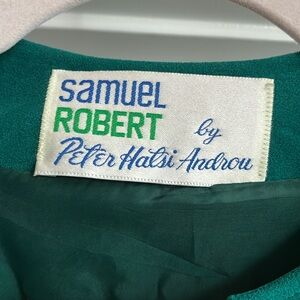 samuel
ROBERT by
Peter Hatsi Androu